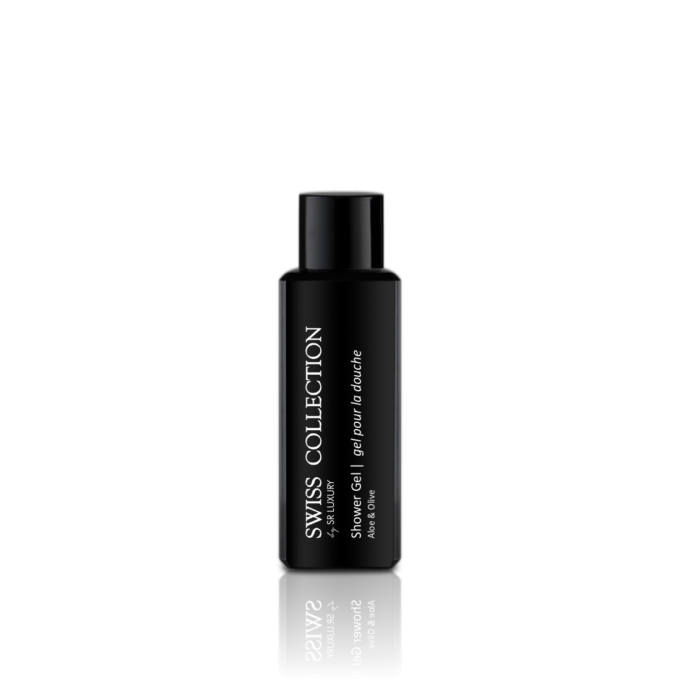 SWISS COLLECTION
by SR LUXURY
Shower Gel | gel pour la douche
Aloe & Olive